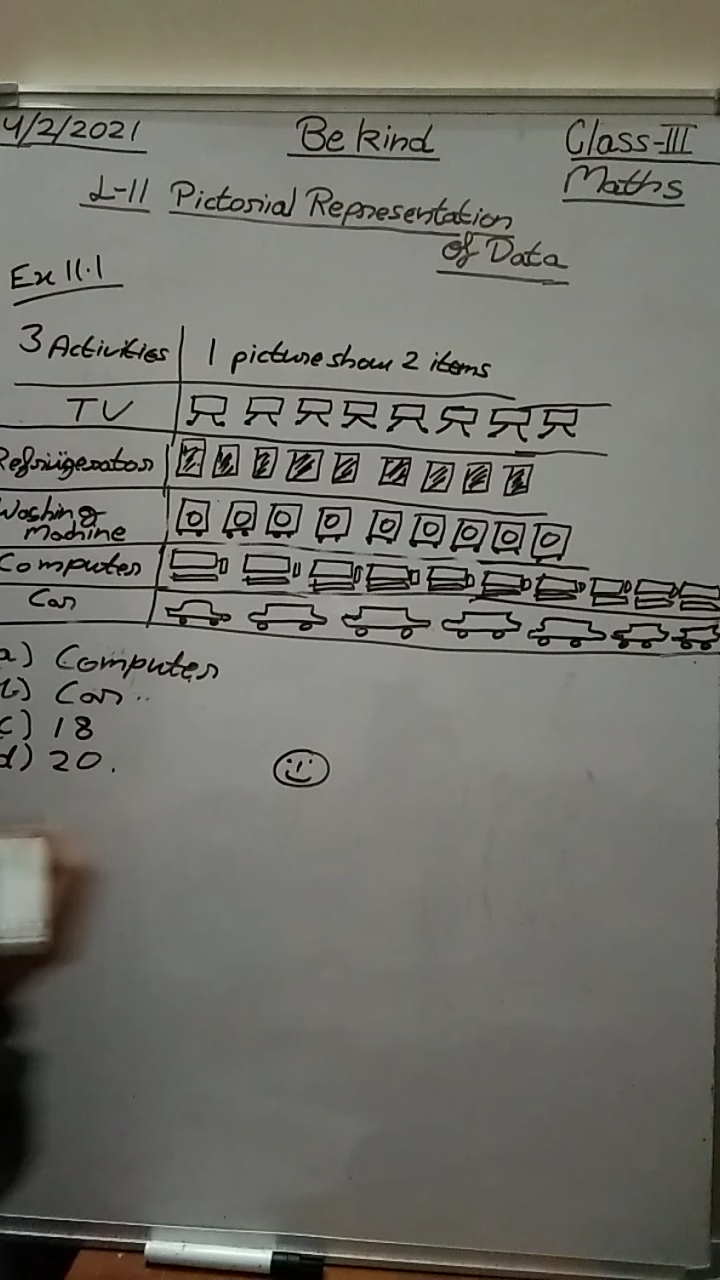 4/2/2021 Be kind Class-III
Maths
L-11 Pictorial Representation
of Data
Ex 11.1
3 Activities 1 picture show 2 items
TV
Refrigerator
Washing
Machine
Computer
Car
a) Computer
b) Car..
c) 18
d) 20.